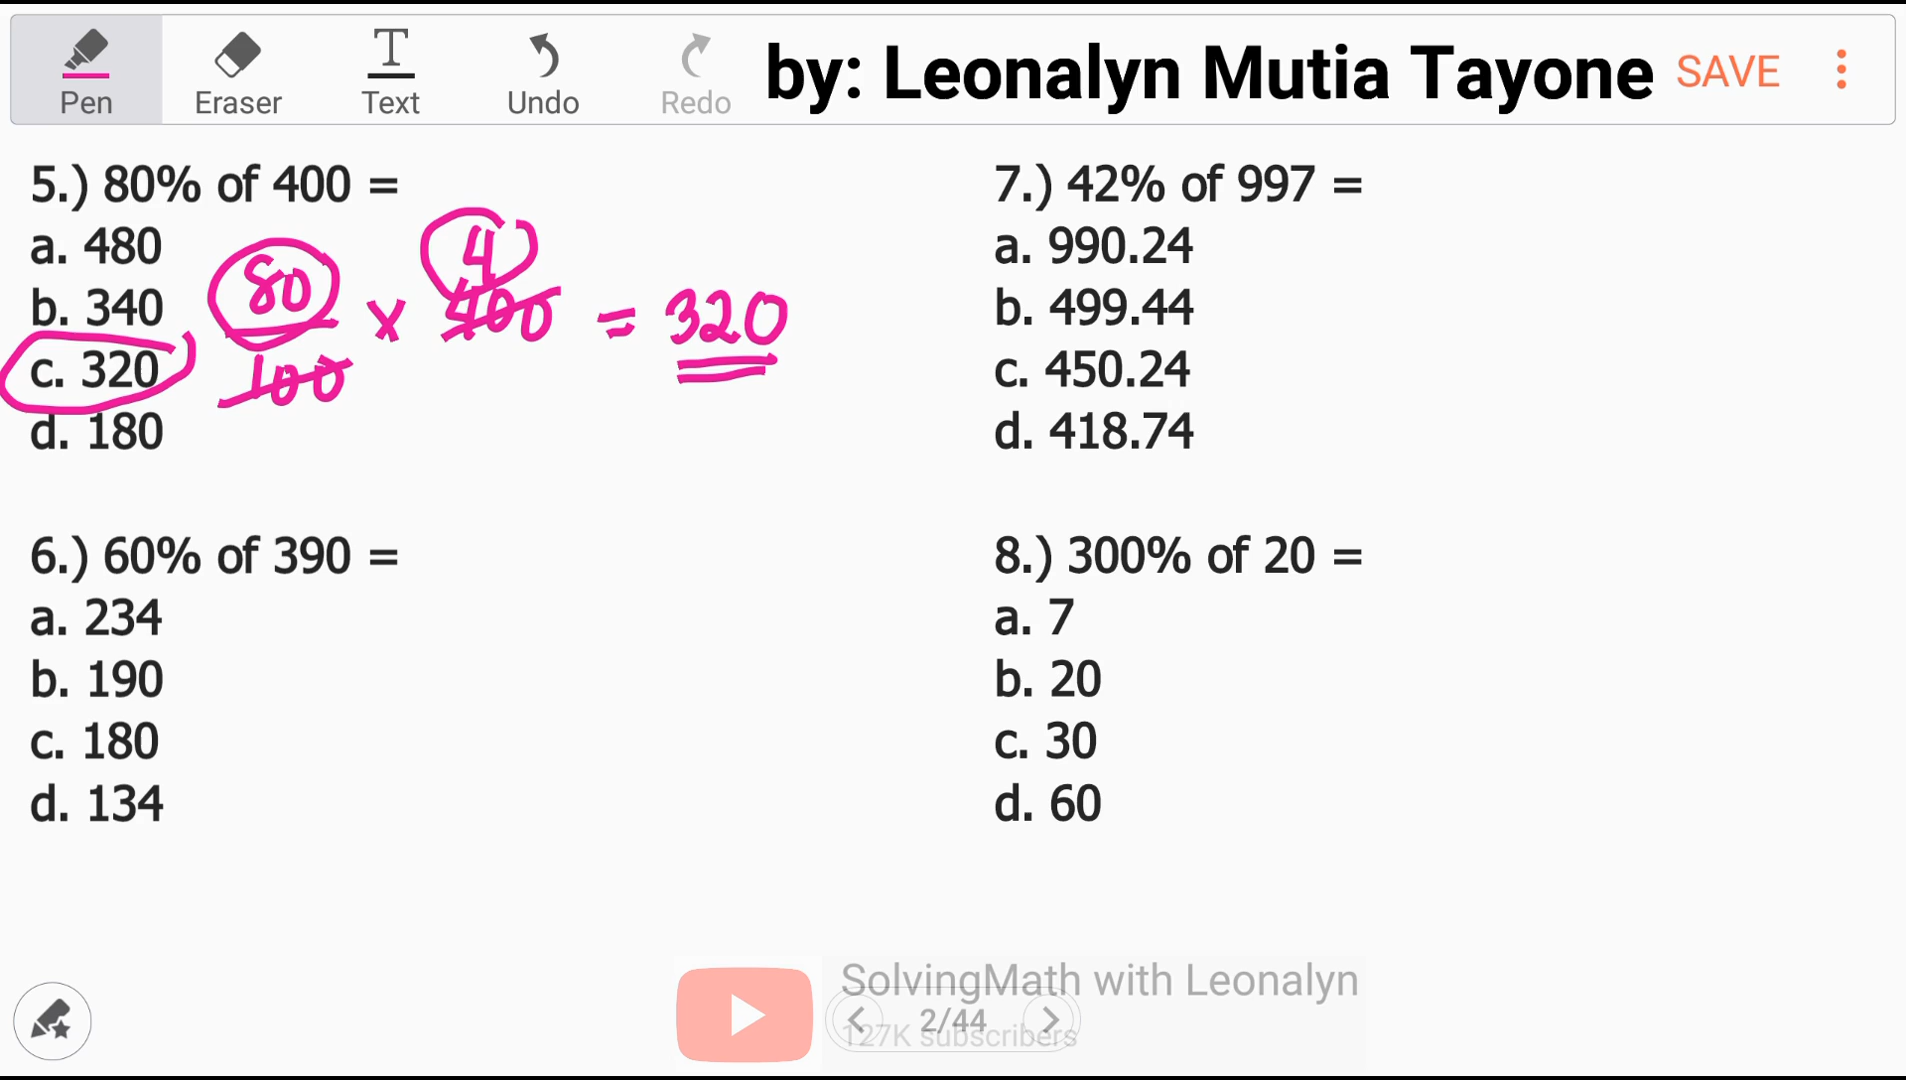 Pen
Eraser
Text
Undo
Redo
by: Leonalyn Mutia Tayone
SAVE
5.) 80% of 400 =
a. 480
b. 340
c. 320
d. 180
80 / 100 x 400 4 = 320
6.) 60% of 390 =
a. 234
b. 190
c. 180
d. 134
7.) 42% of 997 =
a. 990.24
b. 499.44
c. 450.24
d. 418.74
8.) 300% of 20 =
a. 7
b. 20
c. 30
d. 60
SolvingMath with Leonalyn
127K subscribers
2/44